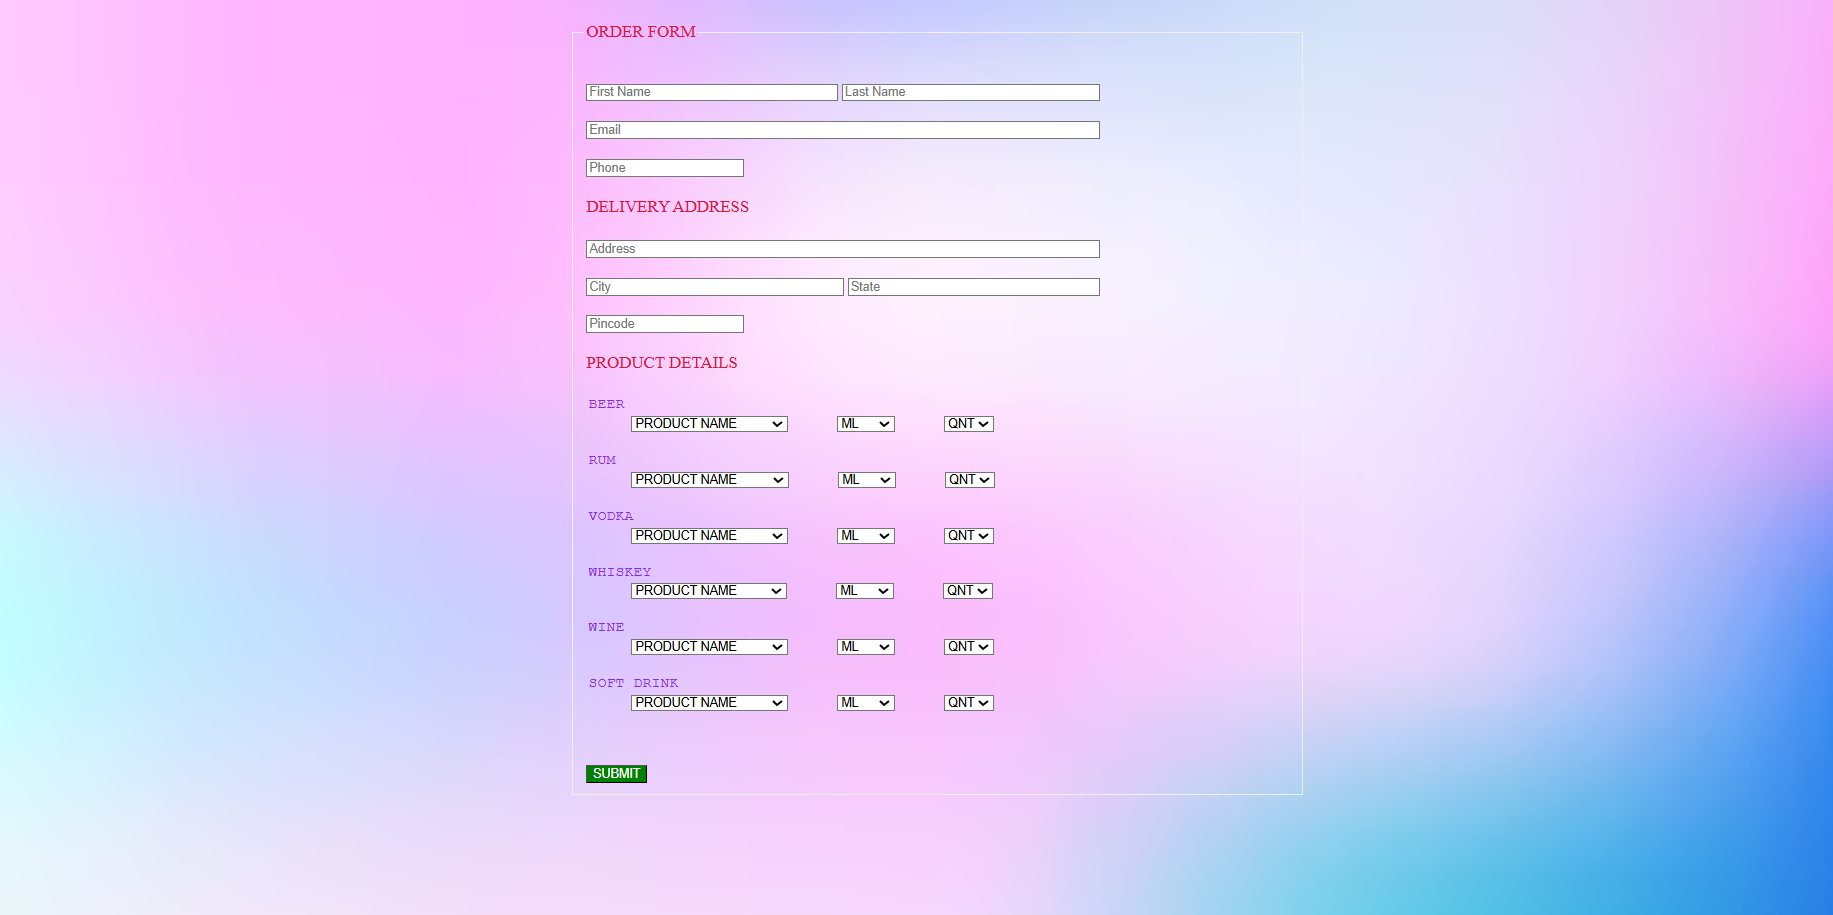 ORDER FORM
First Name Last Name
Email
Phone
DELIVERY ADDRESS
Address
City State
Pincode
PRODUCT DETAILS
BEER
PRODUCT NAME ML QNT
RUM
PRODUCT NAME ML QNT
VODKA
PRODUCT NAME ML QNT
WHISKEY
PRODUCT NAME ML QNT
WINE
PRODUCT NAME ML QNT
SOFT DRINK
PRODUCT NAME ML QNT
SUBMIT